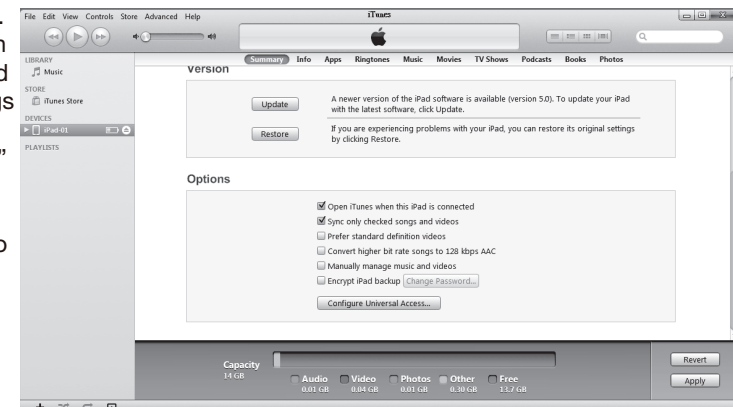 .
n
d
gs
"
o
File Edit View Controls Store Advanced Help
iTunes
LIBRARY
Music
STORE
iTunes Store
DEVICES
iPad-01
PLAYLISTS
Summary Info Apps Ringtones Music Movies TV Shows Podcasts Books Photos
Version
Update
A newer version of the iPad software is available (version 5.0). To update your iPad
with the latest software, click Update.
Restore
If you are experiencing problems with your iPad, you can restore its original settings
by clicking Restore.
Options
Open iTunes when this iPad is connected
Sync only checked songs and videos
Prefer standard definition videos
Convert higher bit rate songs to 128 kbps AAC
Manually manage music and videos
Encrypt iPad backup Change Password...
Configure Universal Access...
Capacity
14 GB
Audio Video Photos Other Free
0.01 GB 0.04 GB 0.01 GB 0.30 GB 13.7 GB
Revert
Apply